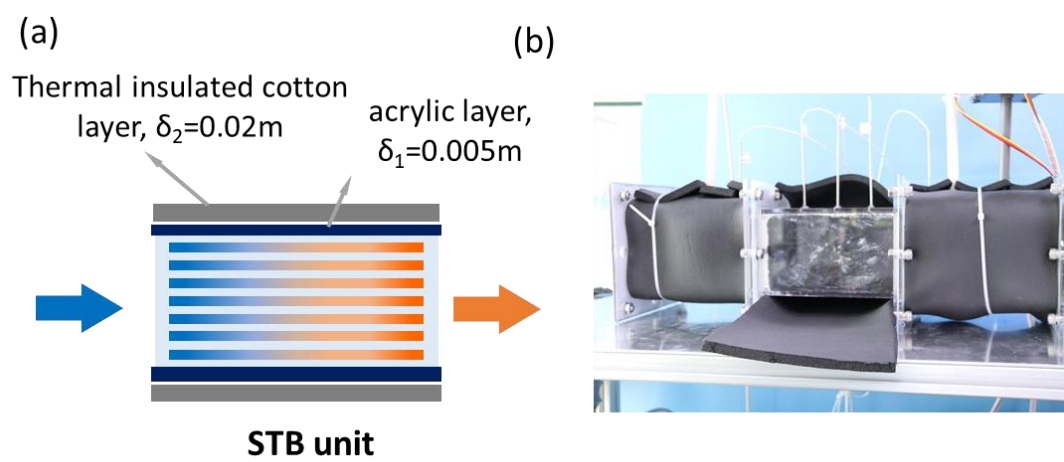 (a)
Thermal insulated cotton
layer, δ₂=0.02m
acrylic layer,
δ₁=0.005m
STB unit
(b)